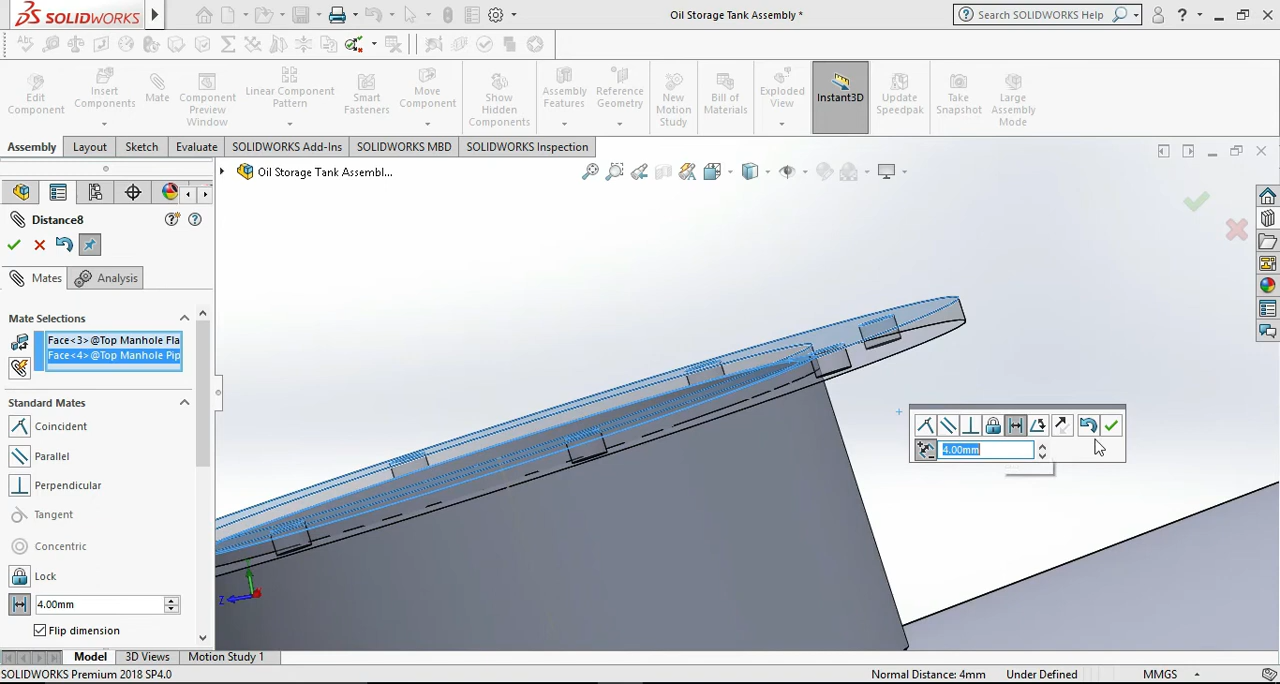 SOLIDWORKS
Oil Storage Tank Assembly *
Search SOLIDWORKS Help
Edit Component
Insert Components
Mate
Component Preview Window
Linear Component Pattern
Smart Fasteners
Move Component
Show Hidden Components
Assembly Features
Reference Geometry
New Motion Study
Bill of Materials
Exploded View
Instant3D
Update Speedpak
Take Snapshot
Large Assembly Mode
Assembly
Layout
Sketch
Evaluate
SOLIDWORKS Add-Ins
SOLIDWORKS MBD
SOLIDWORKS Inspection
Oil Storage Tank Assembl...
Distance8
Mates
Analysis
Mate Selections
Face<3>@Top Manhole Fla
Face<4>@Top Manhole Pip
Standard Mates
Coincident
Parallel
Perpendicular
Tangent
Concentric
Lock
4.00mm
Flip dimension
4.00mm
Z
Model
3D Views
Motion Study 1
SOLIDWORKS Premium 2018 SP4.0
Normal Distance: 4mm
Under Defined
MMGS